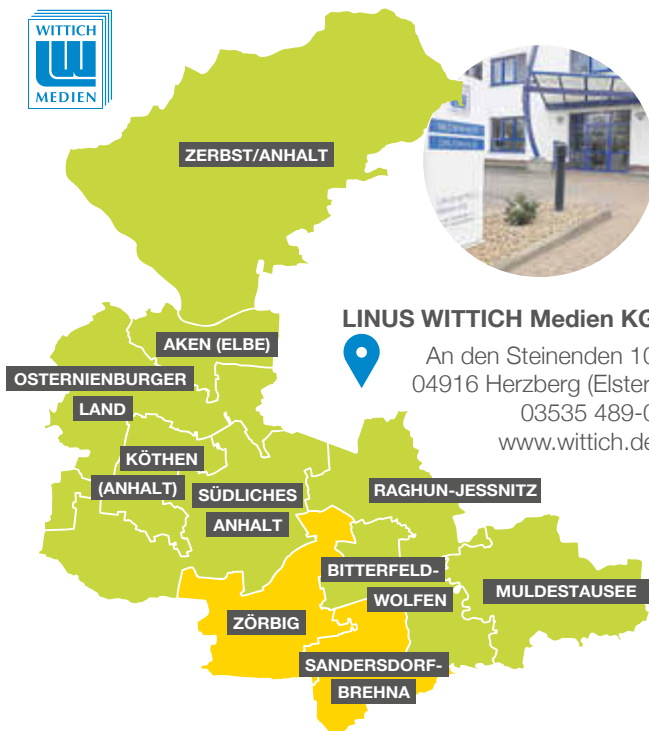 WITTICH
LW
MEDIEN
ZERBST/ANHALT
AKEN (ELBE)
OSTERNIENBURGER
LAND
KÖTHEN
(ANHALT)
SÜDLICHES
ANHALT
LINUS WITTICH Medien KG
An den Steinenden 10
04916 Herzberg (Elster
03535 489-0
www.wittich.de
RAGHUN-JESSNITZ
BITTERFELD-
WOLFEN
MULDESTAUSEE
ZÖRBIG
SANDERSDORF-
BREHNA